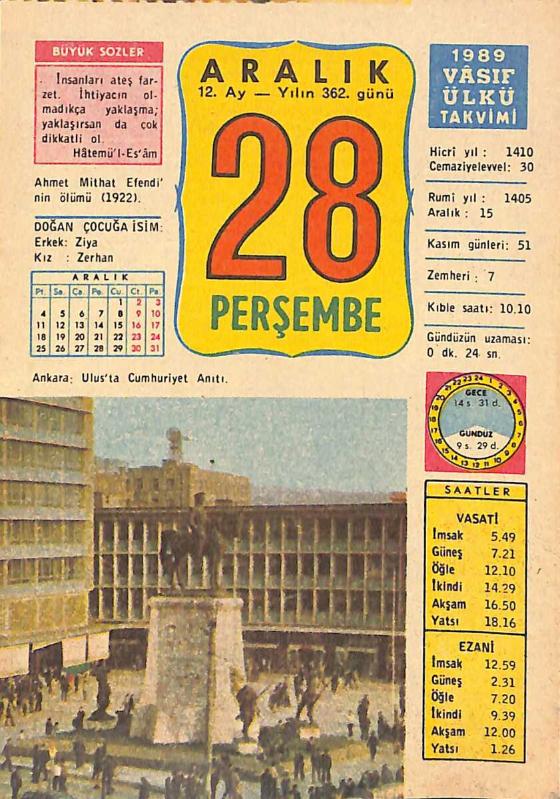 BÜYÜK SÖZLER
İnsanları ateş far-
zet. İhtiyacın ol-
madıkça yaklaşma;
yaklaşırsan da çok
dikkatli ol.
Hâtemü'l-Es'âm
Ahmet Mithat Efendi'
nin ölümü (1922).
DOĞAN ÇOCUĞA İSİM:
Erkek: Ziya
Kız : Zerhan
ARALIK
Pt. Sa. Ça. Pe. Cu. Ct. Pa.
1 2 3
4 5 6 7 8 9 10
11 12 13 14 15 16 17
18 19 20 21 22 23 24
25 26 27 28 29 30 31
ARALIK
12. Ay — Yılın 362. günü
28
PERŞEMBE
1989
VÂSIF
ÜLKÜ
TAKVİMİ
Hicrî yıl : 1410
Cemaziyelevvel: 30
Rumi yıl : 1405
Aralık : 15
Kasım günleri: 51
Zemheri : 7
Kıble saati: 10.10
Gündüzün uzaması:
0 dk. 24 sn.
GECE
14 s. 31 d.
GÜNDÜZ
9 s. 29 d.
Ankara: Ulus'ta Cumhuriyet Anıtı.
SAATLER
VASATİ
İmsak 5.49
Güneş 7.21
Öğle 12.10
İkindi 14.29
Akşam 16.50
Yatsı 18.16
EZANİ
İmsak 12.59
Güneş 2.31
Öğle 7.20
İkindi 9.39
Akşam 12.00
Yatsı 1.26